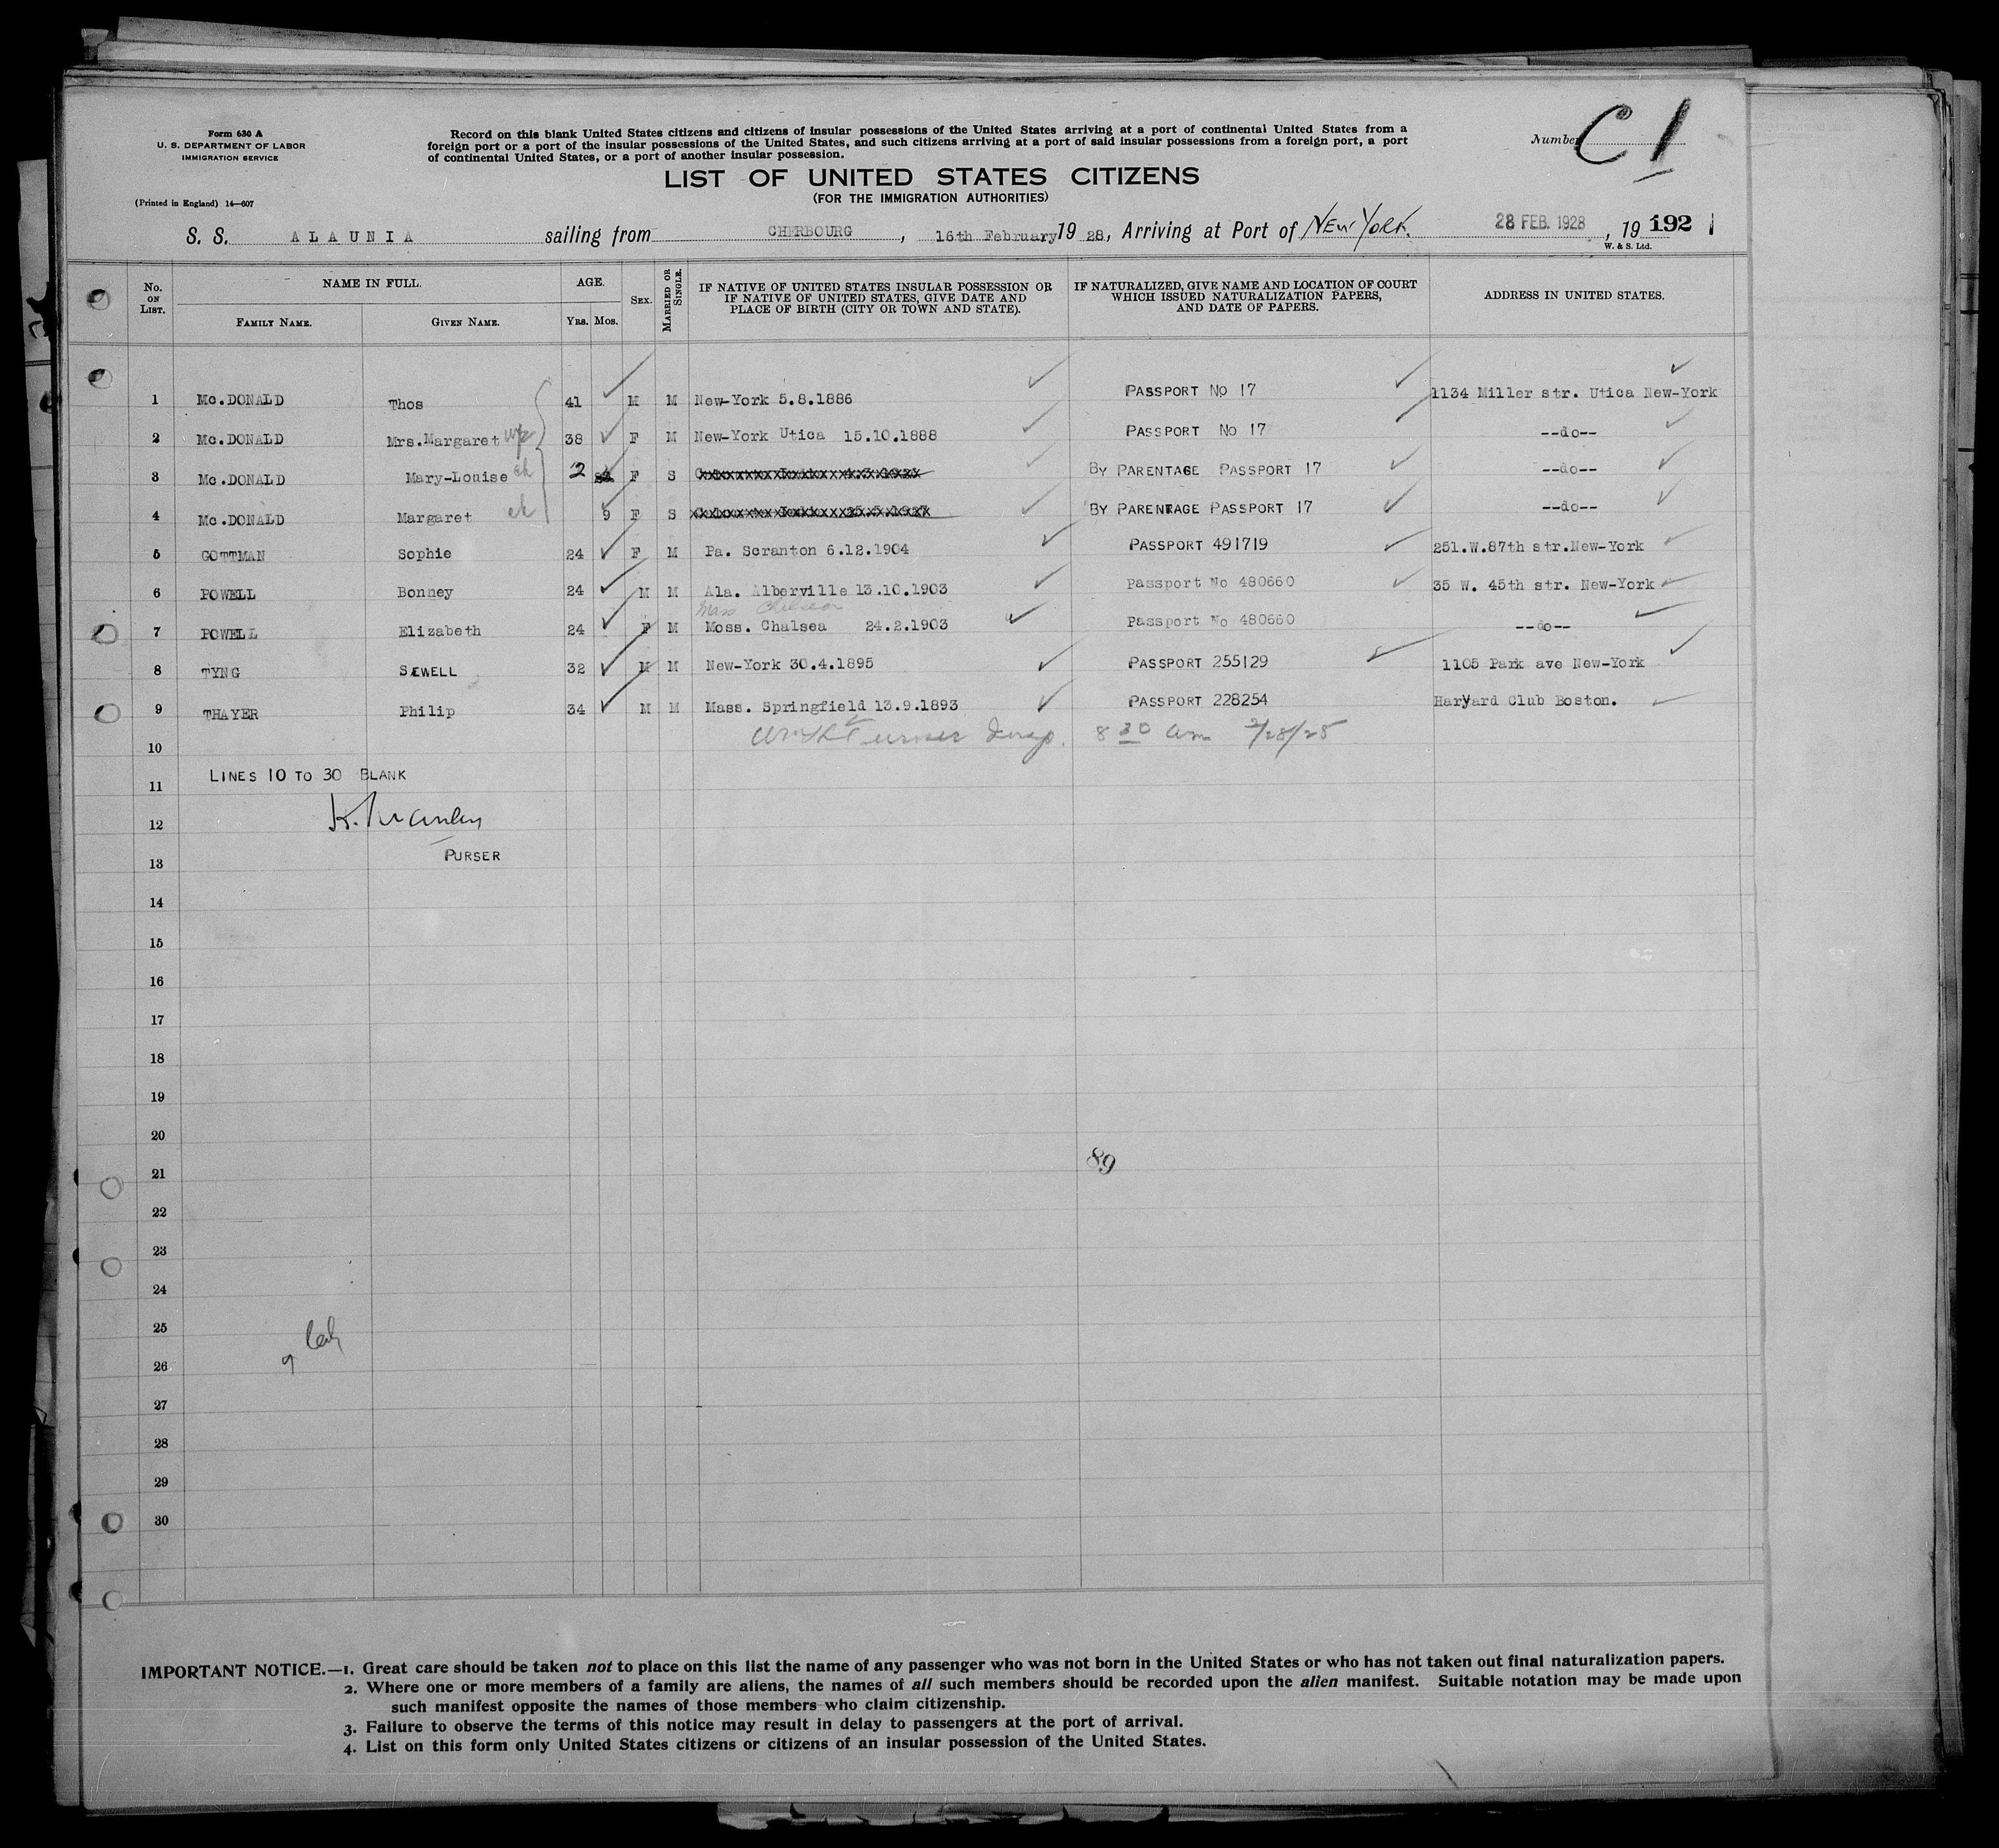 Form 630 A
U. S. DEPARTMENT OF LABOR
IMMIGRATION SERVICE
(Printed in England) 14—607
Record on this blank United States citizens and citizens of insular possessions of the United States arriving at a port of continental United States from a
foreign port or a port of the insular possessions of the United States, and such citizens arriving at a port of said insular possessions from a foreign port, a port
of continental United States, or a port of another insular possession.
Number C 1
LIST OF UNITED STATES CITIZENS
(FOR THE IMMIGRATION AUTHORITIES)
S. S. ALAUNIA sailing from CHERBOURG, 16th February 1928, Arriving at Port of NEW YORK. 28 FEB. 1928, 19 192
W. & S. Ltd.
No. ON LIST. NAME IN FULL. AGE. SEX. MARRIED OR SINGLE. IF NATIVE OF UNITED STATES INSULAR POSSESSION OR IF NATIVE OF UNITED STATES, GIVE DATE AND PLACE OF BIRTH (CITY OR TOWN AND STATE). IF NATURALIZED, GIVE NAME AND LOCATION OF COURT WHICH ISSUED NATURALIZATION PAPERS, AND DATE OF PAPERS. ADDRESS IN UNITED STATES.
FAMILY NAME. GIVEN NAME. YRS. MOS.
1 Mc.DONALD Thos 41 M M New-York 5.8.1886 PASSPORT No 17 1134 Miller str. Utica New-York
2 Mc.DONALD Mrs.Margaret 38 F M New-York Utica 15.10.1888 PASSPORT No 17 --do--
3 Mc.DONALD Mary-Louise ch 2 F S BY PARENTAGE PASSPORT 17 --do--
4 Mc.DONALD Margaret ch 9 F S BY PARENTAGE PASSPORT 17 --do--
5 GOTTMAN Sophie 24 F M Pa. Scranton 6.12.1904 PASSPORT 491719 251.W.87th str.New-York
6 POWELL Bonney 24 M M Ala. Alberville 13.10.1903 Passport No 480660 35 W. 45th str. New-York
Mass Chelsea
7 POWELL Elizabeth 24 F M Moss. Chalsea 24.2.1903 Passport No 480660 --do--
8 TYNG SEWELL 32 M M New-York 30.4.1895 PASSPORT 255129 1105 Park ave New-York
9 THAYER Philip 34 M M Mass. Springfield 13.9.1893 PASSPORT 228254 Harvard Club Boston.
Turner Insp. 8 30 am 2/28/28
10
LINES 10 TO 30 BLANK
11
12
PURSER
13
14
15
16
17
18
19
20
89
21
22
23
24
25
9
26
27
28
29
30
IMPORTANT NOTICE.—1. Great care should be taken not to place on this list the name of any passenger who was not born in the United States or who has not taken out final naturalization papers.
2. Where one or more members of a family are aliens, the names of all such members should be recorded upon the alien manifest. Suitable notation may be made upon
such manifest opposite the names of those members who claim citizenship.
3. Failure to observe the terms of this notice may result in delay to passengers at the port of arrival.
4. List on this form only United States citizens or citizens of an insular possession of the United States.